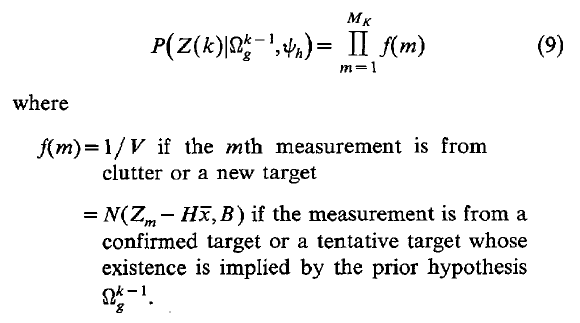 P(Z(k)|Ω_g^{k-1},ψ_h) = ∏_{m=1}^{M_K} f(m) (9)
where
f(m)=1/V if the mth measurement is from
clutter or a new target
=N(Z_m−Hx̄,B) if the measurement is from a
confirmed target or a tentative target whose
existence is implied by the prior hypothesis
Ω_g^{k-1}.